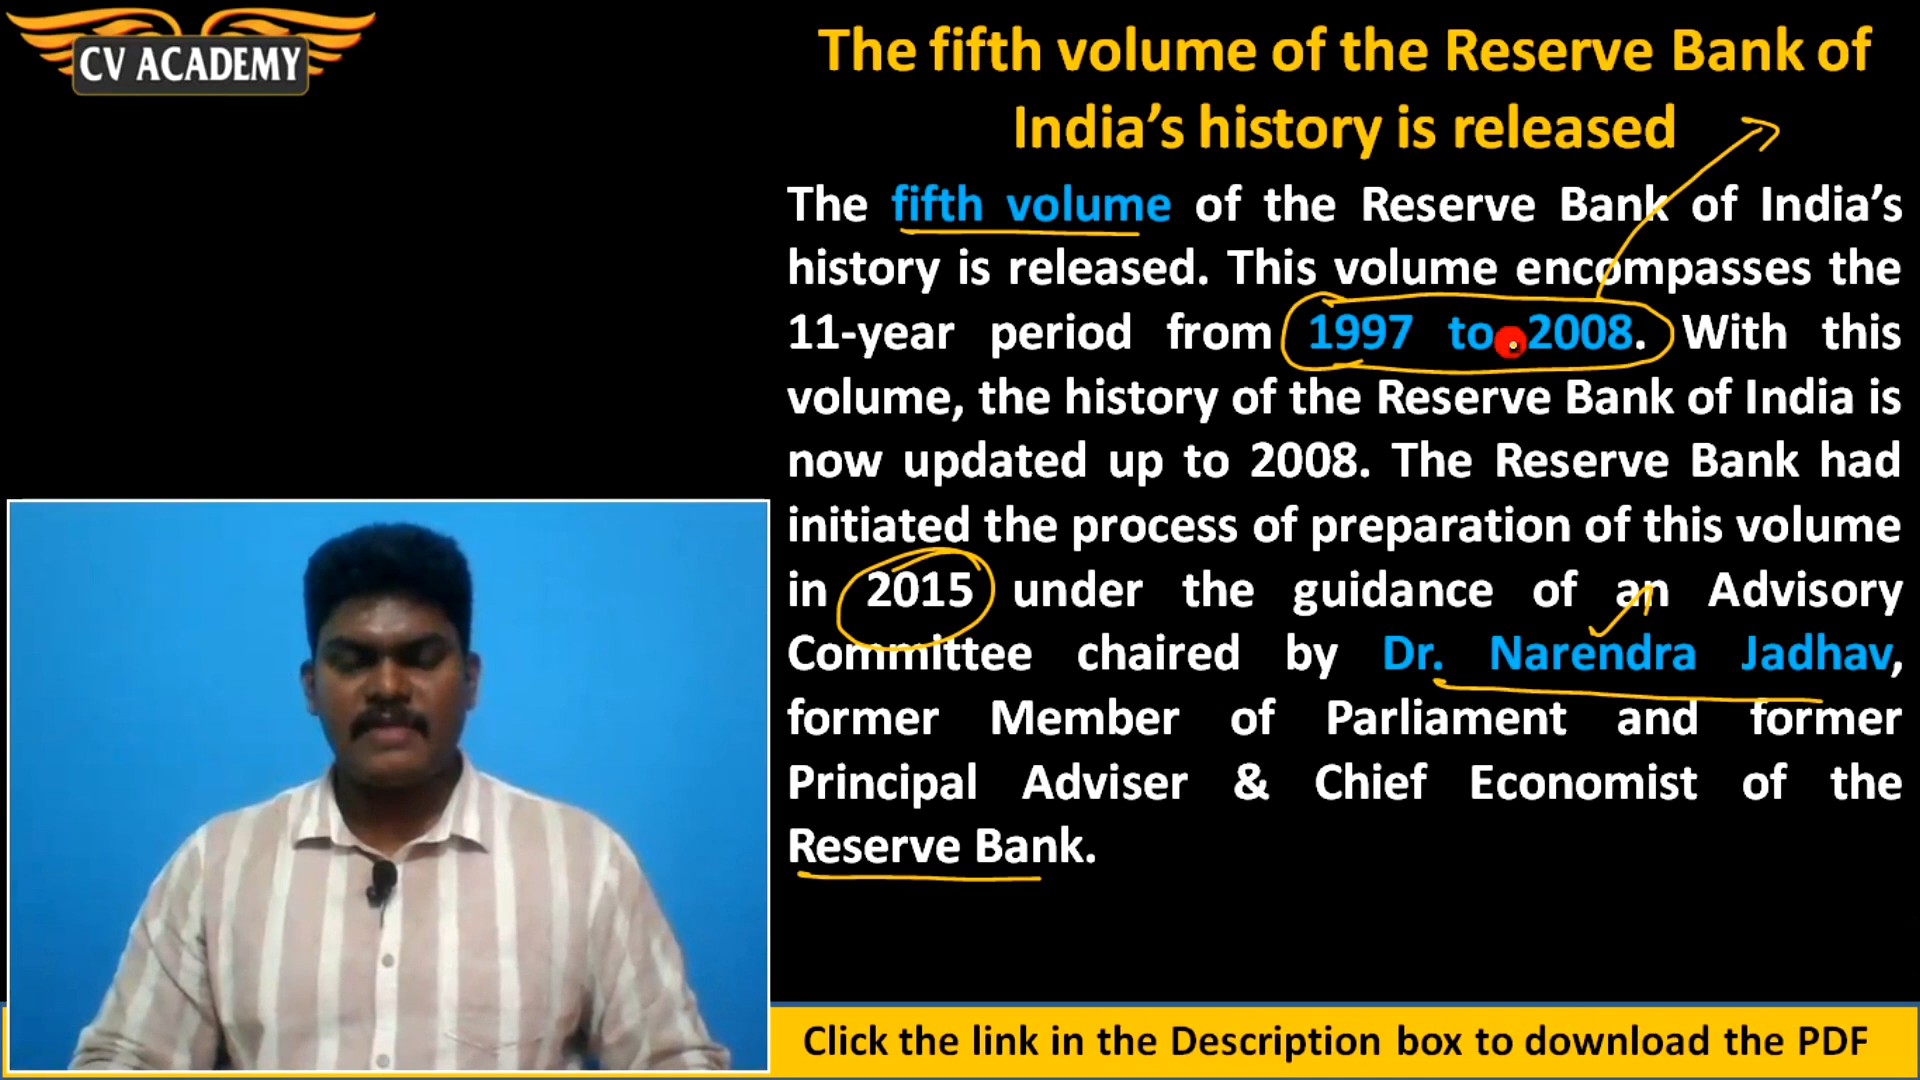 CV ACADEMY
The fifth volume of the Reserve Bank of
India's history is released
The fifth volume of the Reserve Bank of India's
history is released. This volume encompasses the
11-year period from 1997 to 2008. With this
volume, the history of the Reserve Bank of India is
now updated up to 2008. The Reserve Bank had
initiated the process of preparation of this volume
in 2015 under the guidance of an Advisory
Committee chaired by Dr. Narendra Jadhav,
former Member of Parliament and former
Principal Adviser & Chief Economist of the
Reserve Bank.
Click the link in the Description box to download the PDF